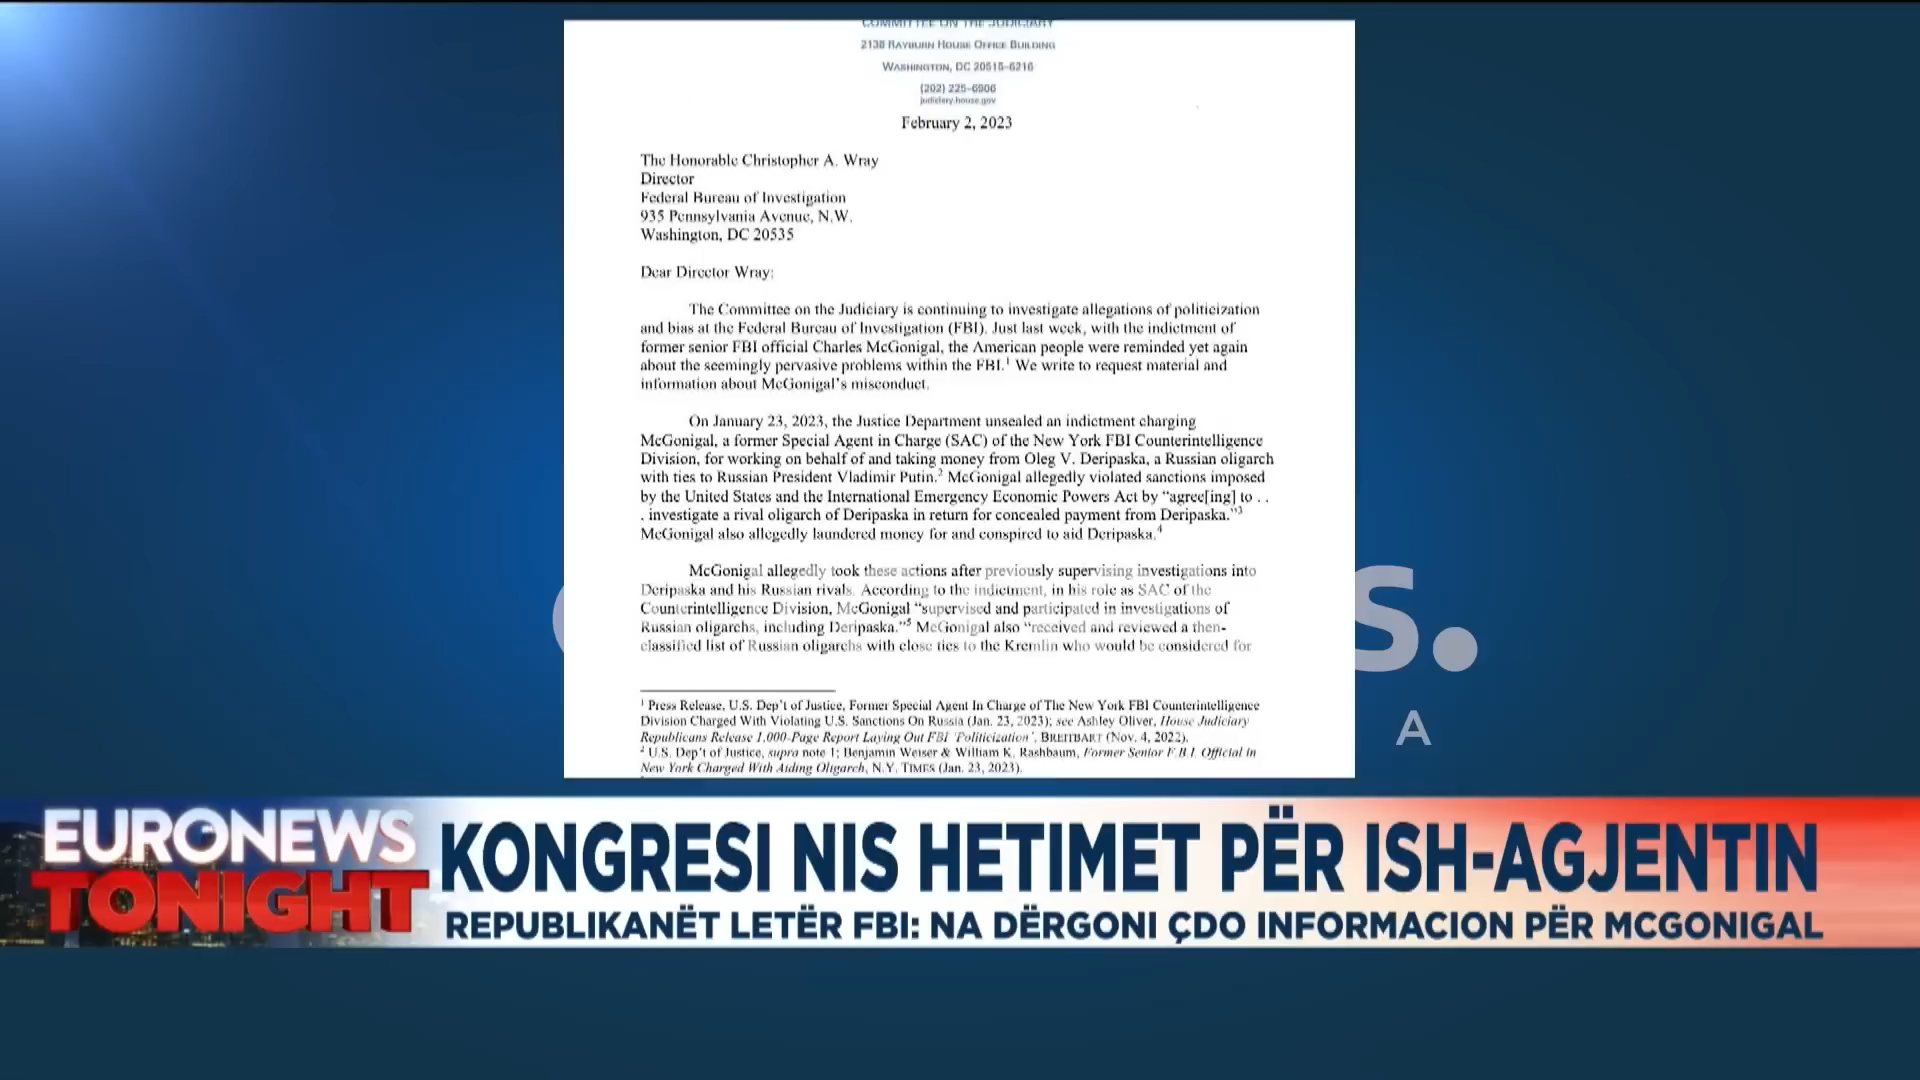 COMMITTEE ON THE JUDICIARY
2138 RAYBURN HOUSE OFFICE BUILDING
WASHINGTON, DC 20515-6216
(202) 225-6906
judiciary.house.gov
February 2, 2023
The Honorable Christopher A. Wray
Director
Federal Bureau of Investigation
935 Pennsylvania Avenue, N.W.
Washington, DC 20535
Dear Director Wray:
The Committee on the Judiciary is continuing to investigate allegations of politicization
and bias at the Federal Bureau of Investigation (FBI). Just last week, with the indictment of
former senior FBI official Charles McGonigal, the American people were reminded yet again
about the seemingly pervasive problems within the FBI.¹ We write to request material and
information about McGonigal's misconduct.
On January 23, 2023, the Justice Department unsealed an indictment charging
McGonigal, a former Special Agent in Charge (SAC) of the New York FBI Counterintelligence
Division, for working on behalf of and taking money from Oleg V. Deripaska, a Russian oligarch
with ties to Russian President Vladimir Putin.² McGonigal allegedly violated sanctions imposed
by the United States and the International Emergency Economic Powers Act by "agree[ing] to . .
. investigate a rival oligarch of Deripaska in return for concealed payment from Deripaska."³
McGonigal also allegedly laundered money for and conspired to aid Deripaska.⁴
McGonigal allegedly took these actions after previously supervising investigations into
Deripaska and his Russian rivals. According to the indictment, in his role as SAC of the
Counterintelligence Division, McGonigal "supervised and participated in investigations of
Russian oligarchs, including Deripaska."⁵ McGonigal also "received and reviewed a then-
classified list of Russian oligarchs with close ties to the Kremlin who would be considered for
¹ Press Release, U.S. Dep't of Justice, Former Special Agent In Charge of The New York FBI Counterintelligence
Division Charged With Violating U.S. Sanctions On Russia (Jan. 23, 2023); see Ashley Oliver, House Judiciary
Republicans Release 1,000-Page Report Laying Out FBI 'Politicization', BREITBART (Nov. 4, 2022).
² U.S. Dep't of Justice, supra note 1; Benjamin Weiser & William K. Rashbaum, Former Senior F.B.I. Official in
New York Charged With Aiding Oligarch, N.Y. TIMES (Jan. 23, 2023).
S.
A
EURONEWS
TONIGHT
KONGRESI NIS HETIMET PËR ISH-AGJENTIN
REPUBLIKANËT LETËR FBI: NA DËRGONI ÇDO INFORMACION PËR MCGONIGAL